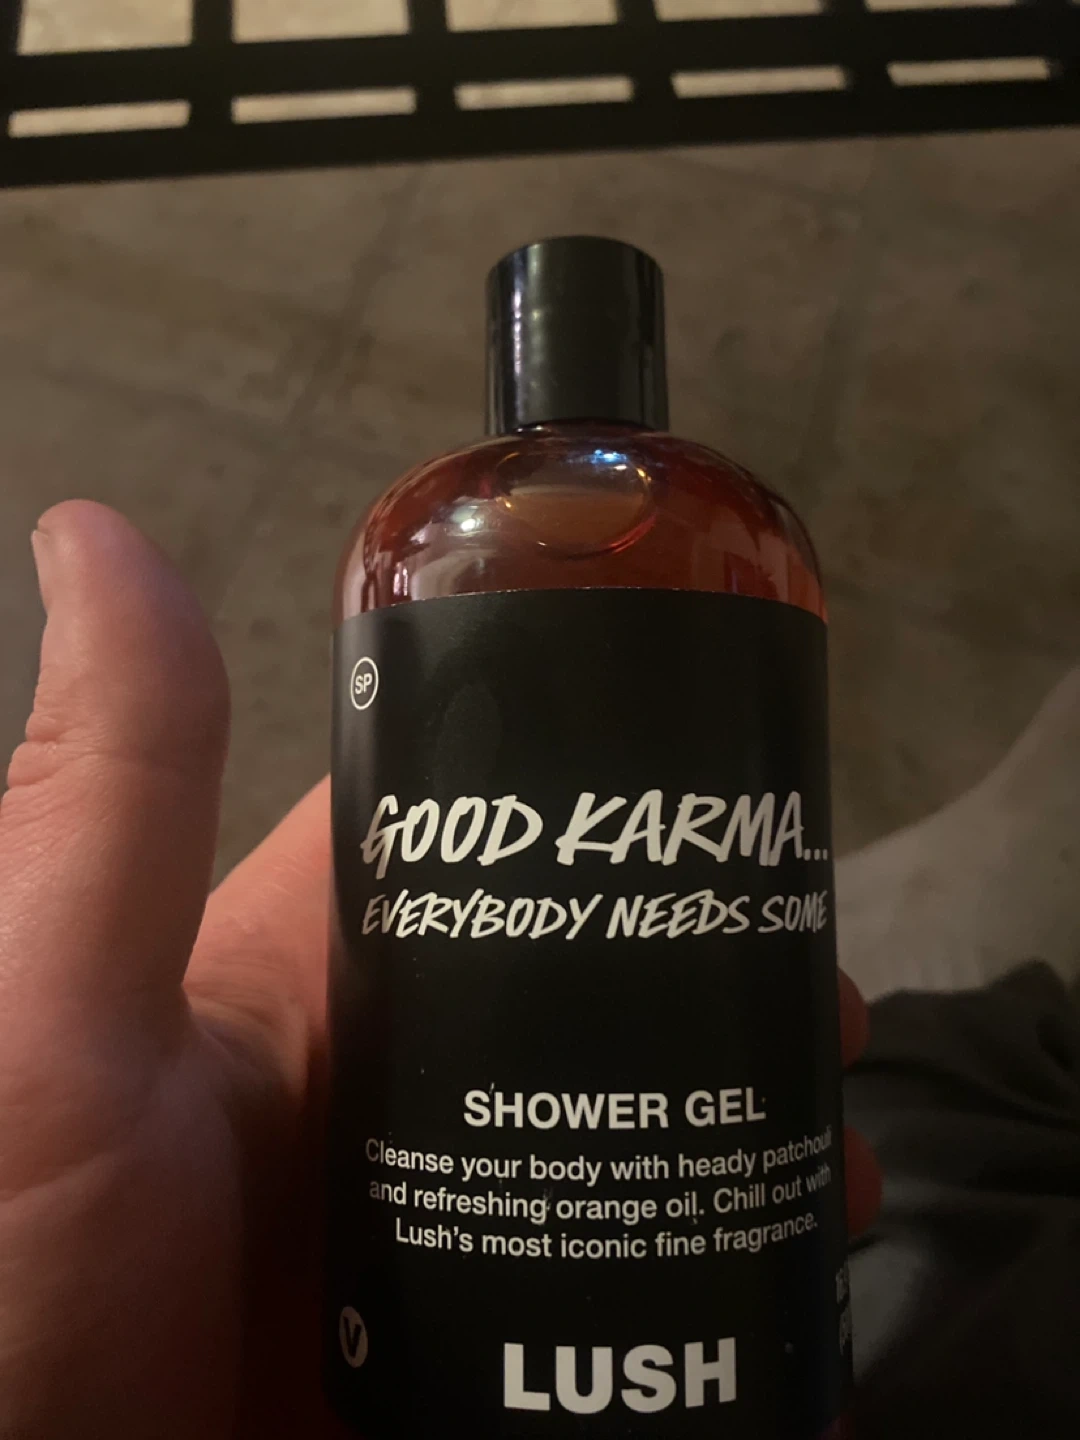 SP
GOOD KARMA...
EVERYBODY NEEDS SOME
SHOWER GEL
Cleanse your body with heady patchouli
and refreshing orange oil. Chill out with
Lush's most iconic fine fragrance.
V
LUSH